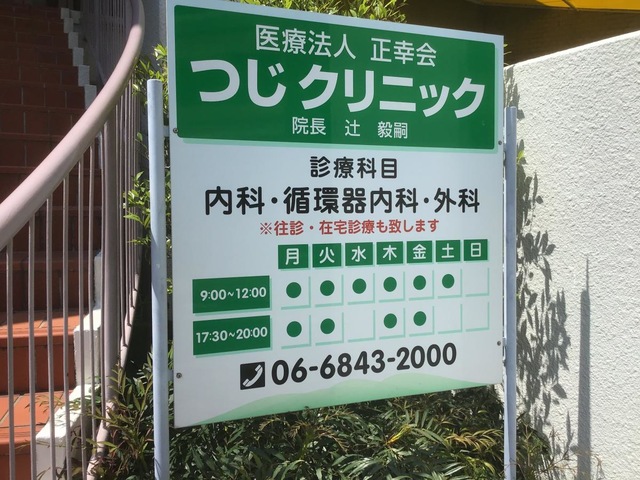 医療法人 正幸会
つじクリニック
院長 辻 毅嗣
診療科目
内科・循環器内科・外科
※往診・在宅診療も致します
月 火 水 木 金 土 日
9:00~12:00 ● ● ● ● ● ●
17:30~20:00 ● ● ● ●
06-6843-2000